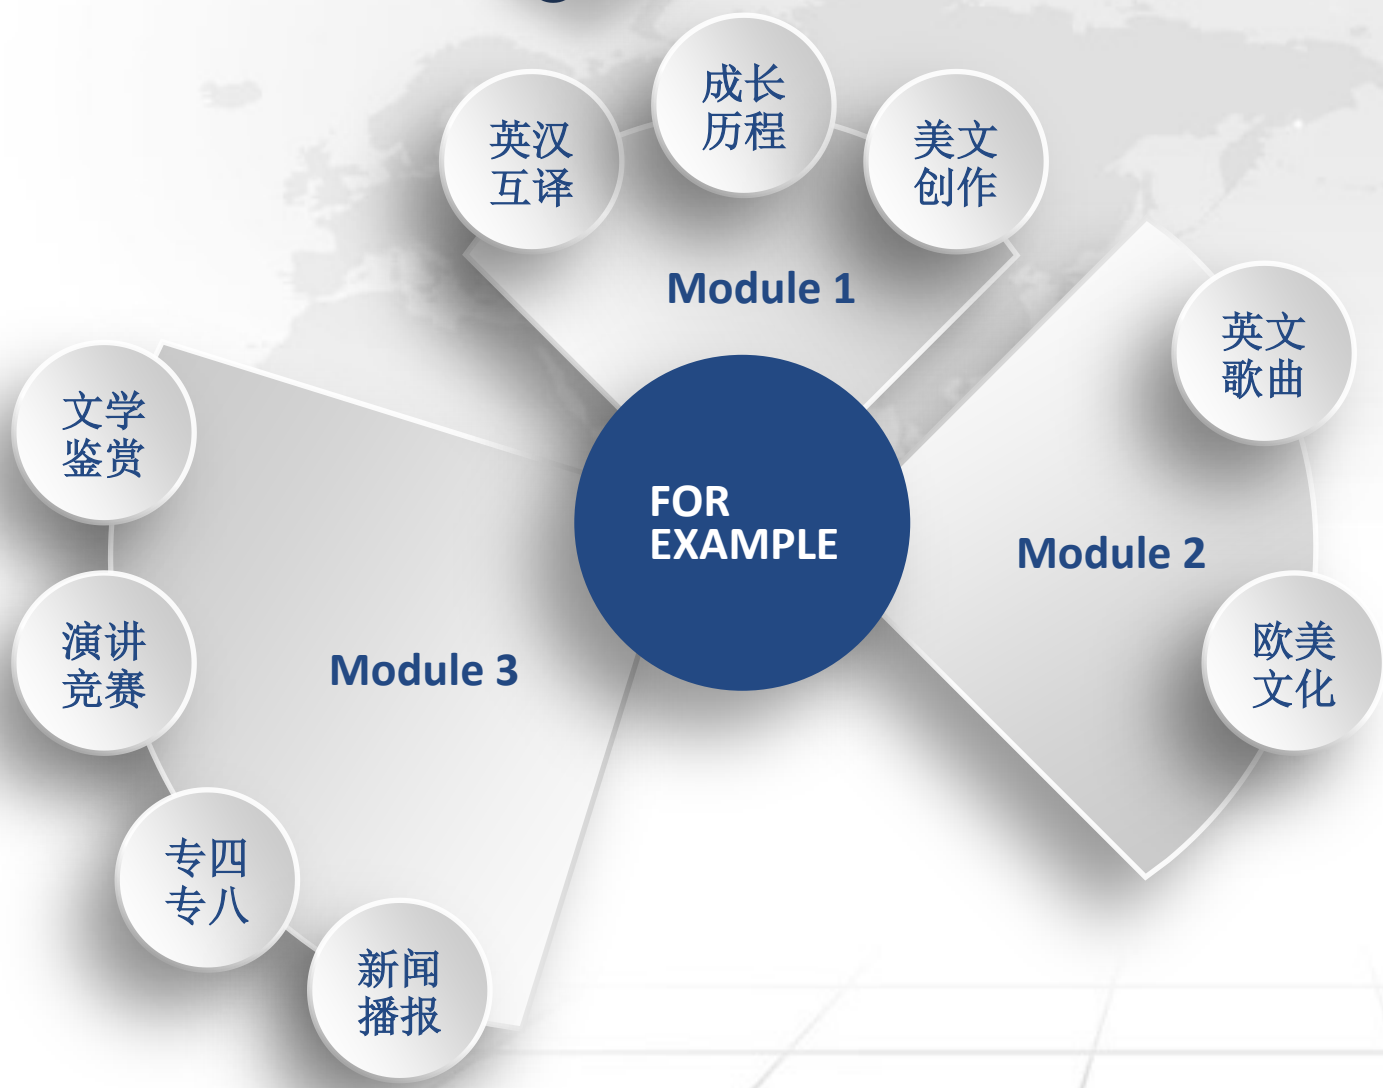 成长
历程
英汉
互译
美文
创作
Module 1
英文
歌曲
文学
鉴赏
FOR
EXAMPLE
Module 2
演讲
竞赛
Module 3
欧美
文化
专四
专八
新闻
播报